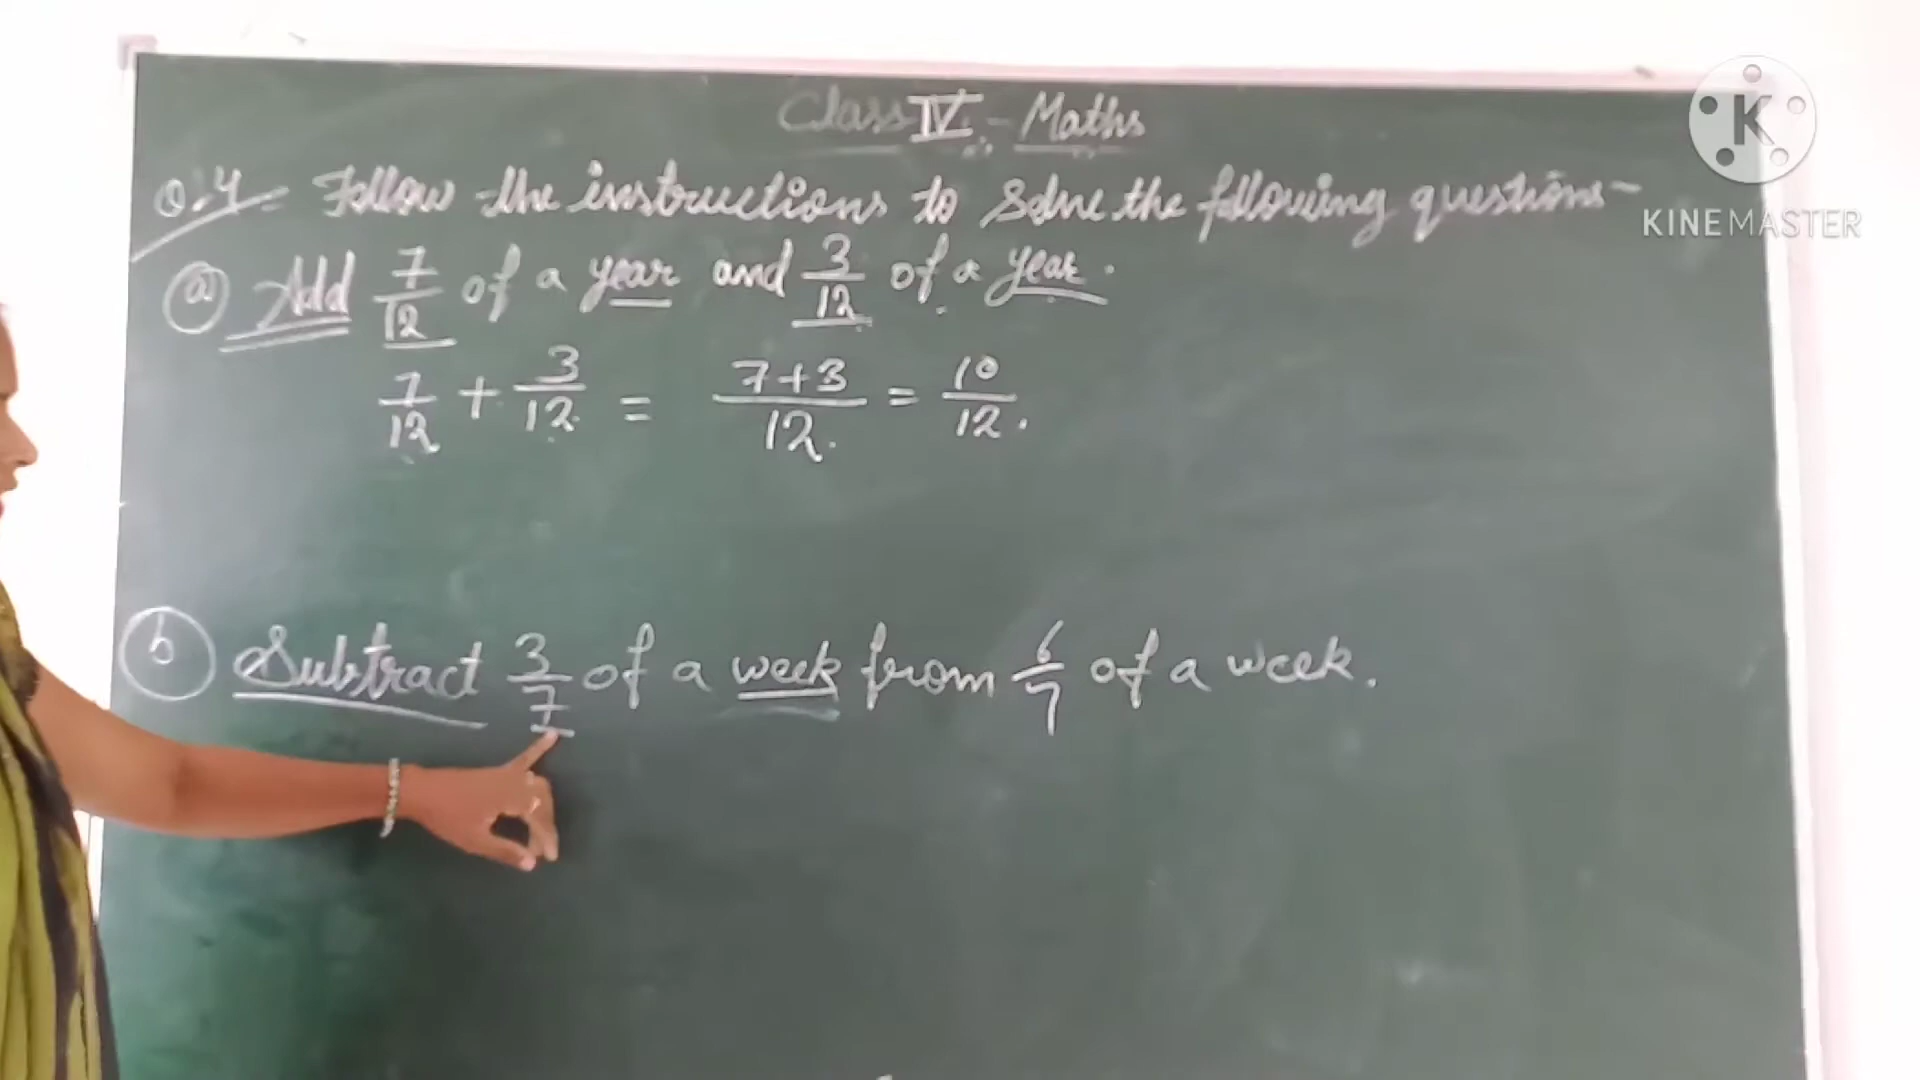 Class IV - Maths
Q.4 - Follow the instructions to solve the following questions-
(a) Add 7/12 of a year and 3/12 of a year.
7/12 + 3/12 = 7+3/12 = 10/12.
(b) Subtract 3/7 of a week from 6/7 of a week.
K
KINEMASTER